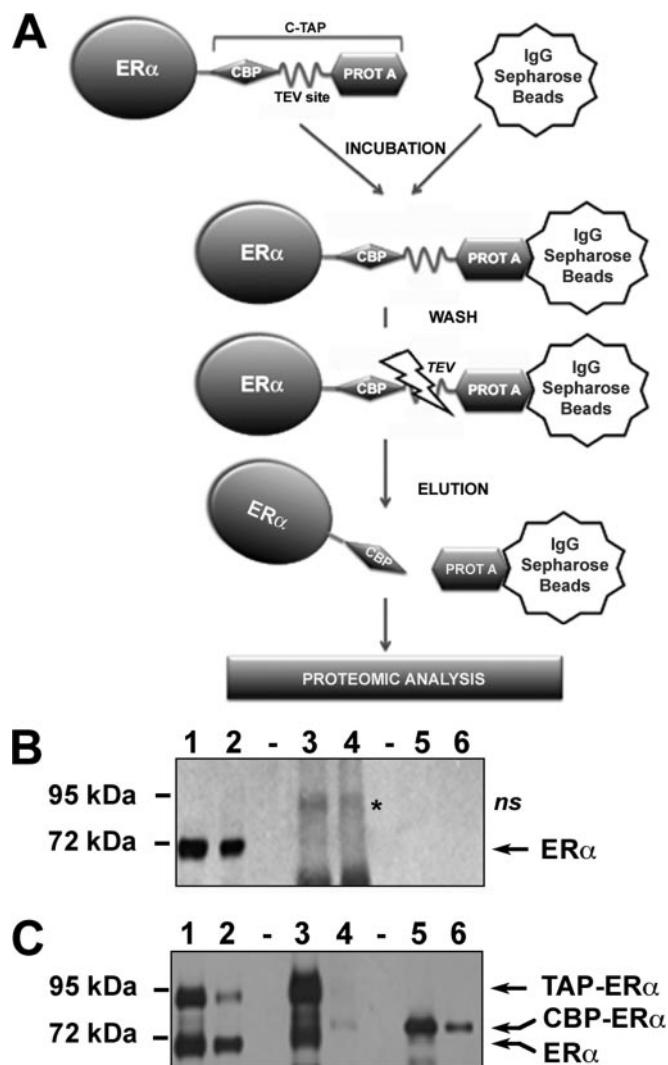 A
C-TAP
ERα
CBP
TEV site
PROT A
IgG
Sepharose
Beads
INCUBATION
ERα
CBP
PROT A
IgG
Sepharose
Beads
WASH
ERα
CBP
TEV
PROT A
IgG
Sepharose
Beads
ELUTION
ERα
CBP
PROT A
IgG
Sepharose
Beads
PROTEOMIC ANALYSIS
B
1 2 - 3 4 - 5 6
95 kDa
* ns
72 kDa
ERα
C
1 2 - 3 4 - 5 6
95 kDa
TAP-ERα
CBP-ERα
72 kDa
ERα